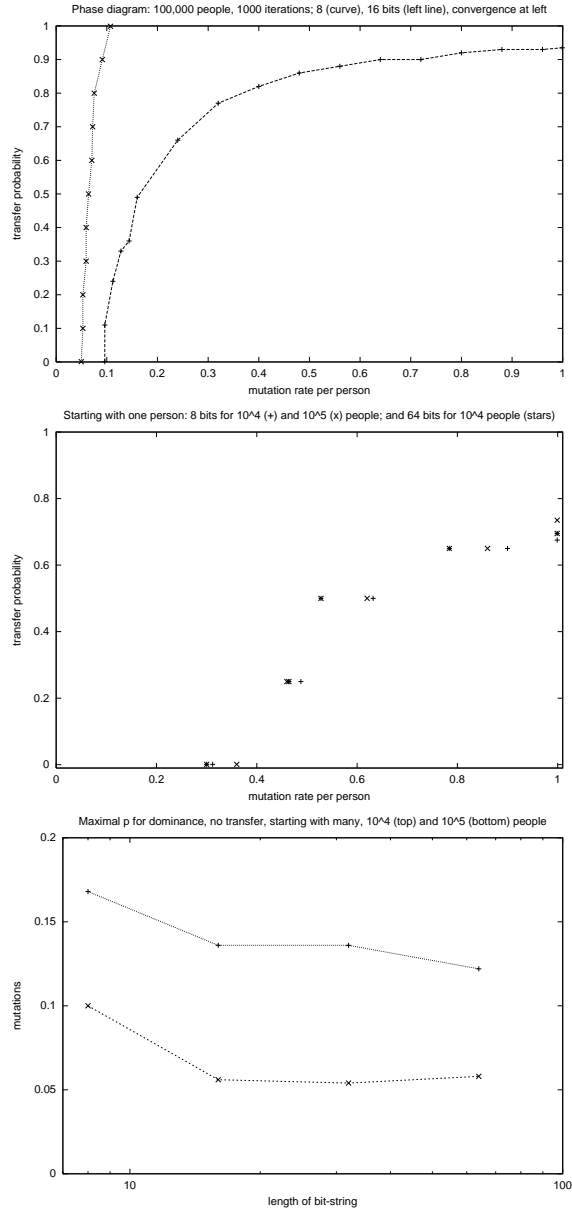 Phase diagram: 100,000 people, 1000 iterations; 8 (curve), 16 bits (left line), convergence at left
1
0.9
0.8
0.7
0.6
0.5
0.4
0.3
0.2
0.1
0
transfer probability
0 0.1 0.2 0.3 0.4 0.5 0.6 0.7 0.8 0.9 1
mutation rate per person
Starting with one person: 8 bits for 10^4 (+) and 10^5 (x) people; and 64 bits for 10^4 people (stars)
1
0.8
0.6
0.4
0.2
0
transfer probability
0 0.2 0.4 0.6 0.8 1
mutation rate per person
Maximal p for dominance, no transfer, starting with many, 10^4 (top) and 10^5 (bottom) people
0.2
0.15
0.1
0.05
0
mutations
10 100
length of bit-string